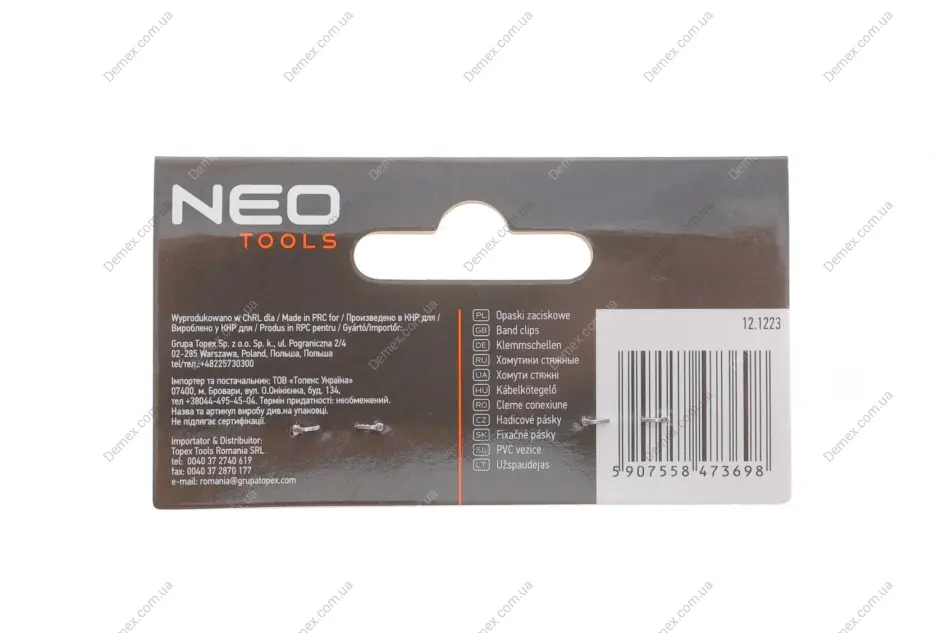 NEO
TOOLS
Wyprodukowano w ChRL dla / Made in PRC for / Произведено в КНР для /
Вироблено у КНР для / Produs in RPC pentru / Gyártó/Importőr:
Grupa Topex Sp. z o.o. Sp. k., ul. Pograniczna 2/4
02-285 Warszawa, Poland, Польша, Польща
tel/тел.:+48225730300
Імпортер та постачальник: ТОВ «Топекс Україна»
07400, м. Бровари, вул. О.Онікієнка, буд. 134,
тел +38044-495-45-04. Термін придатності: необмежений.
Назва та артикул виробу див.на упаковці.
Не підлягає сертифікації.
Importator & Distribuitor:
Topex Tools Romania SRL
tel: 0040 37 2740 619
fax: 0040 37 2870 177
e-mail: romania@grupatopex.com
PL Opaski zaciskowe
GB Band clips
DE Klemmschellen
RU Хомутики стяжные
UA Хомути стяжні
HU Kábelkötegelő
RO Cleme conexiune
CZ Hadicové pásky
SK Fixačné pásky
SL PVC vezice
LT Užspaudėjas
12.1223
5907558 473698
Demex.com.ua